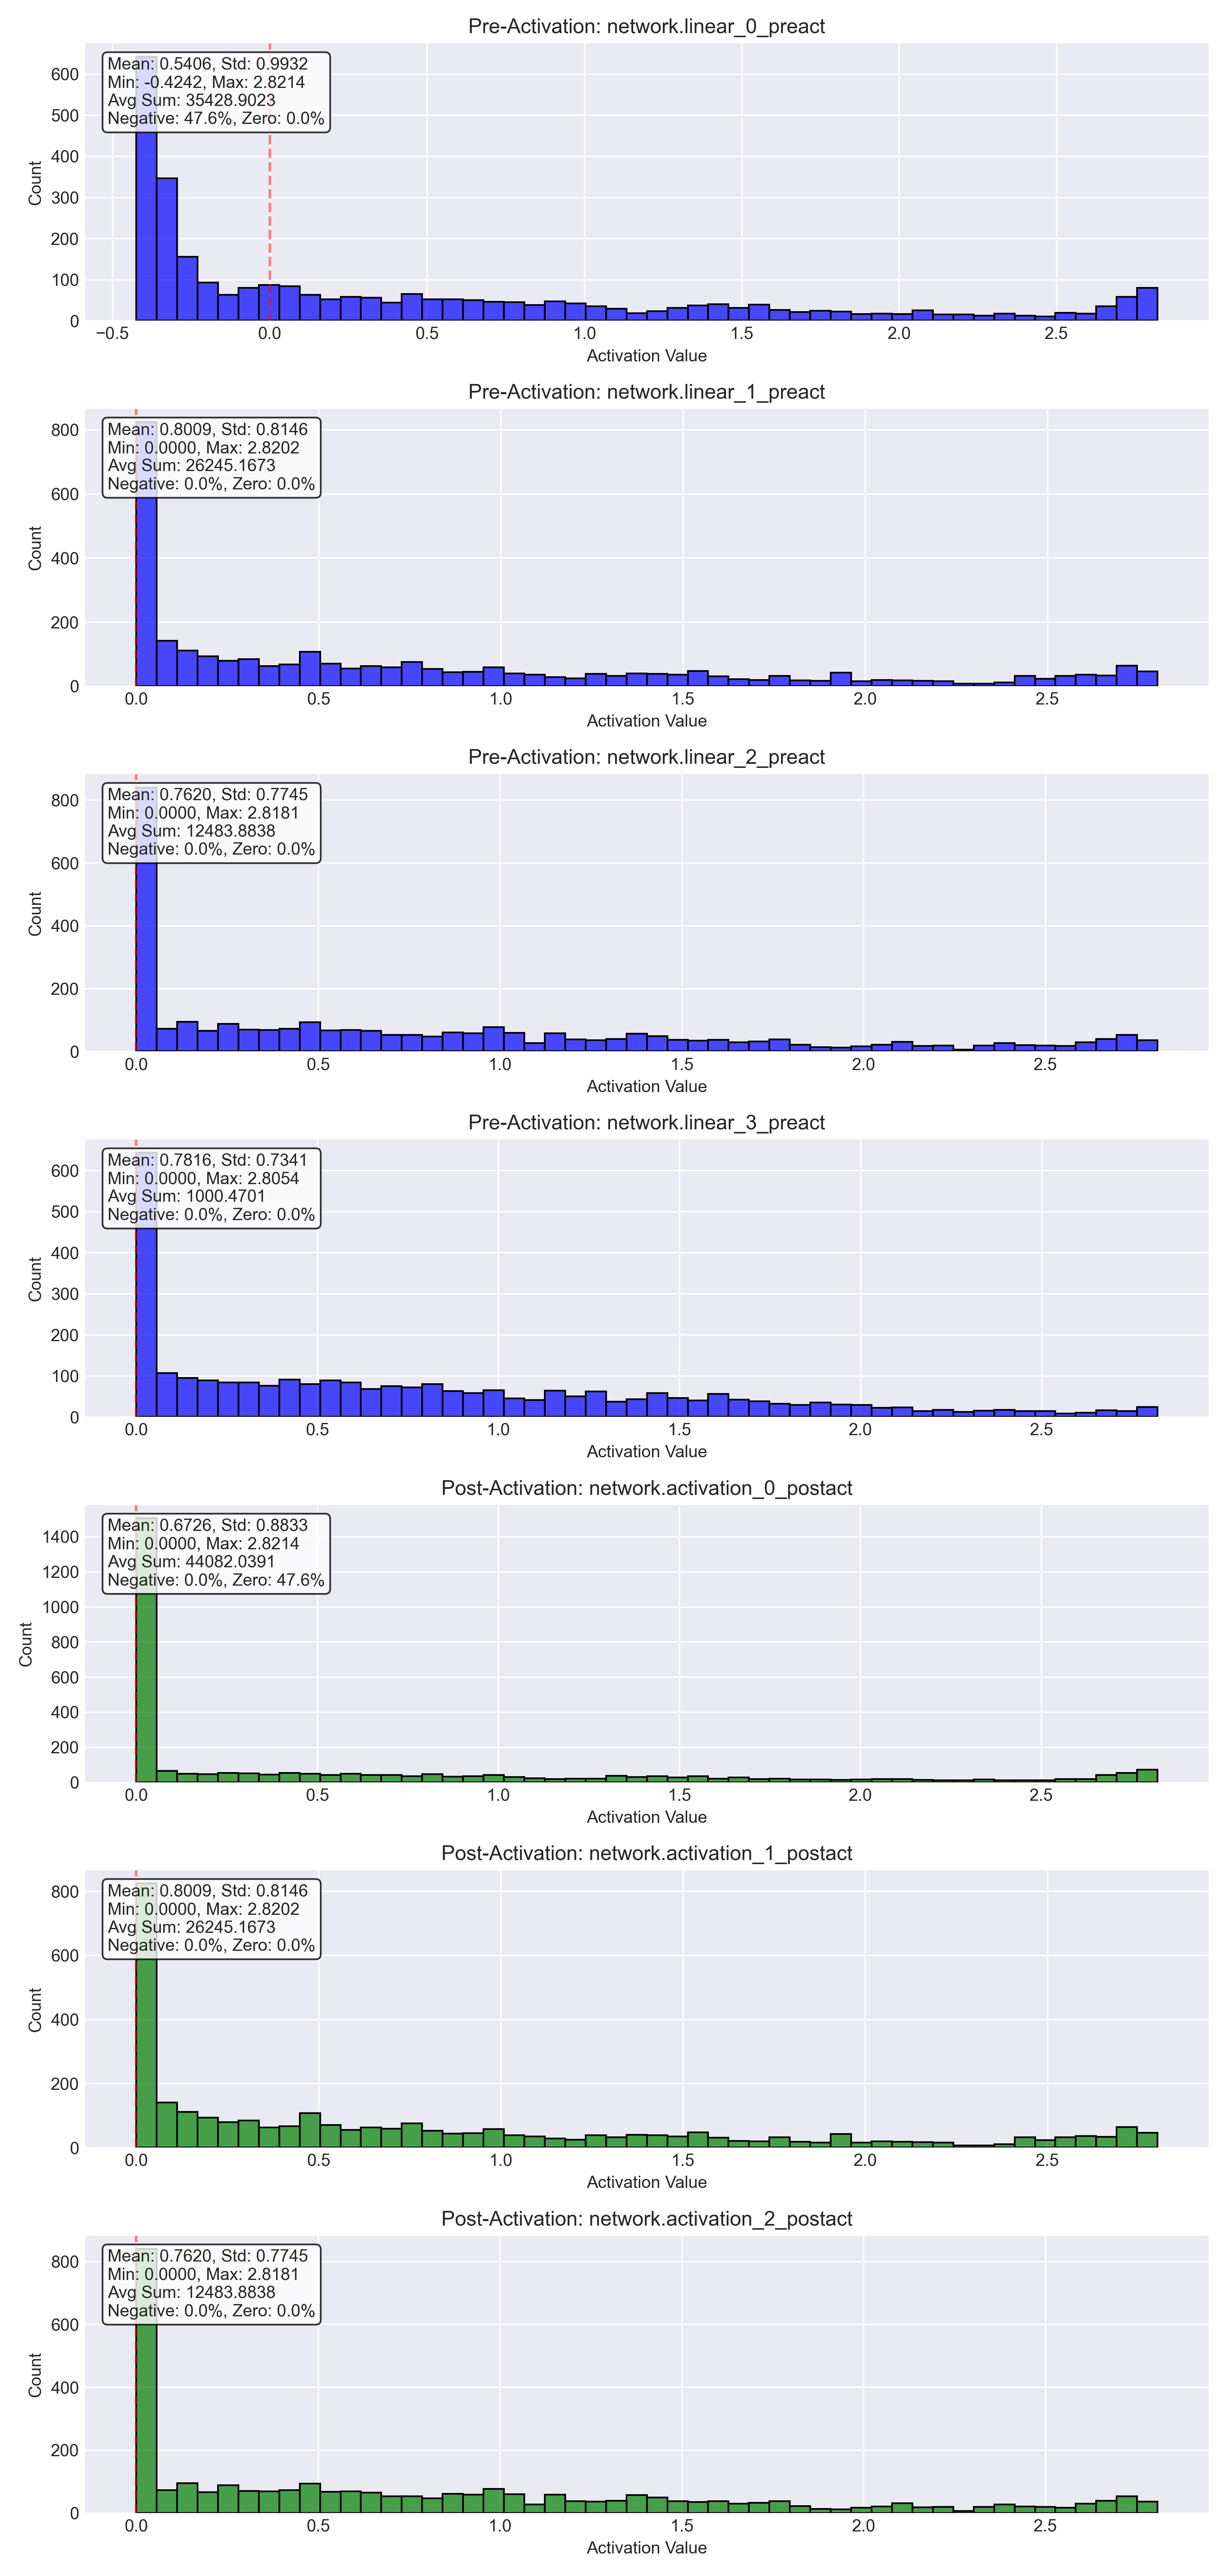 Pre-Activation: network.linear_0_preact
Mean: 0.5406, Std: 0.9932
Min: -0.4242, Max: 2.8214
Avg Sum: 35428.9023
Negative: 47.6%, Zero: 0.0%
600
500
400
300
200
100
0
Count
−0.5
0.0
0.5
1.0
1.5
2.0
2.5
Activation Value
Pre-Activation: network.linear_1_preact
Mean: 0.8009, Std: 0.8146
Min: 0.0000, Max: 2.8202
Avg Sum: 26245.1673
Negative: 0.0%, Zero: 0.0%
800
600
400
200
0
Count
0.0
0.5
1.0
1.5
2.0
2.5
Activation Value
Pre-Activation: network.linear_2_preact
Mean: 0.7620, Std: 0.7745
Min: 0.0000, Max: 2.8181
Avg Sum: 12483.8838
Negative: 0.0%, Zero: 0.0%
800
600
400
200
0
Count
0.0
0.5
1.0
1.5
2.0
2.5
Activation Value
Pre-Activation: network.linear_3_preact
Mean: 0.7816, Std: 0.7341
Min: 0.0000, Max: 2.8054
Avg Sum: 1000.4701
Negative: 0.0%, Zero: 0.0%
600
500
400
300
200
100
0
Count
0.0
0.5
1.0
1.5
2.0
2.5
Activation Value
Post-Activation: network.activation_0_postact
Mean: 0.6726, Std: 0.8833
Min: 0.0000, Max: 2.8214
Avg Sum: 44082.0391
Negative: 0.0%, Zero: 47.6%
1400
1200
1000
800
600
400
200
0
Count
0.0
0.5
1.0
1.5
2.0
2.5
Activation Value
Post-Activation: network.activation_1_postact
Mean: 0.8009, Std: 0.8146
Min: 0.0000, Max: 2.8202
Avg Sum: 26245.1673
Negative: 0.0%, Zero: 0.0%
800
600
400
200
0
Count
0.0
0.5
1.0
1.5
2.0
2.5
Activation Value
Post-Activation: network.activation_2_postact
Mean: 0.7620, Std: 0.7745
Min: 0.0000, Max: 2.8181
Avg Sum: 12483.8838
Negative: 0.0%, Zero: 0.0%
800
600
400
200
0
Count
0.0
0.5
1.0
1.5
2.0
2.5
Activation Value